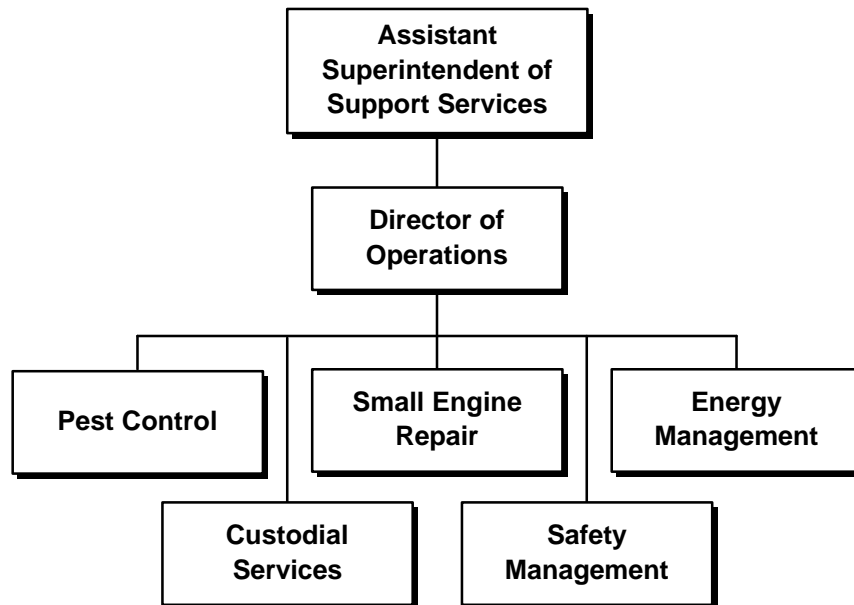 Assistant
Superintendent of
Support Services
Director of
Operations
Pest Control
Small Engine
Repair
Energy
Management
Custodial
Services
Safety
Management